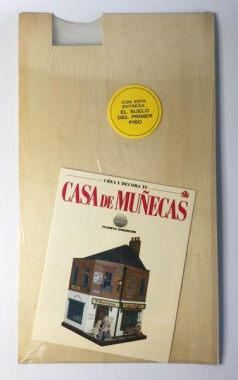 CON ESTA
ENTREGA:
EL SUELO
DEL PRIMER
PISO
CREA Y DECORA TU
CASA DE MUÑECAS
PLANETA DEAGOSTINI